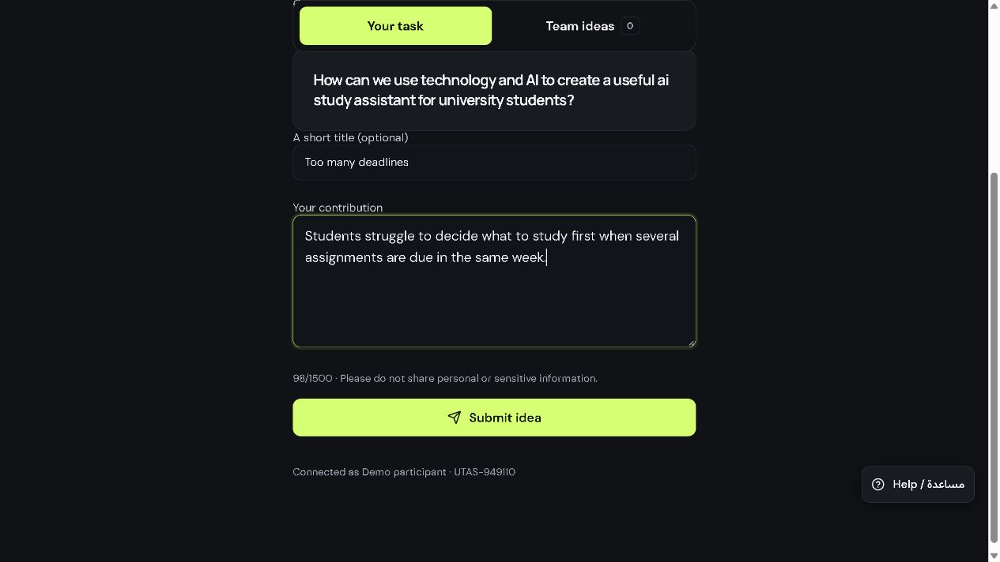 Your task
Team ideas 0
How can we use technology and AI to create a useful ai
study assistant for university students?
A short title (optional)
Too many deadlines
Your contribution
Students struggle to decide what to study first when several
assignments are due in the same week.
98/1500 · Please do not share personal or sensitive information.
Submit idea
Connected as Demo participant · UTAS-949110
Help / مساعدة